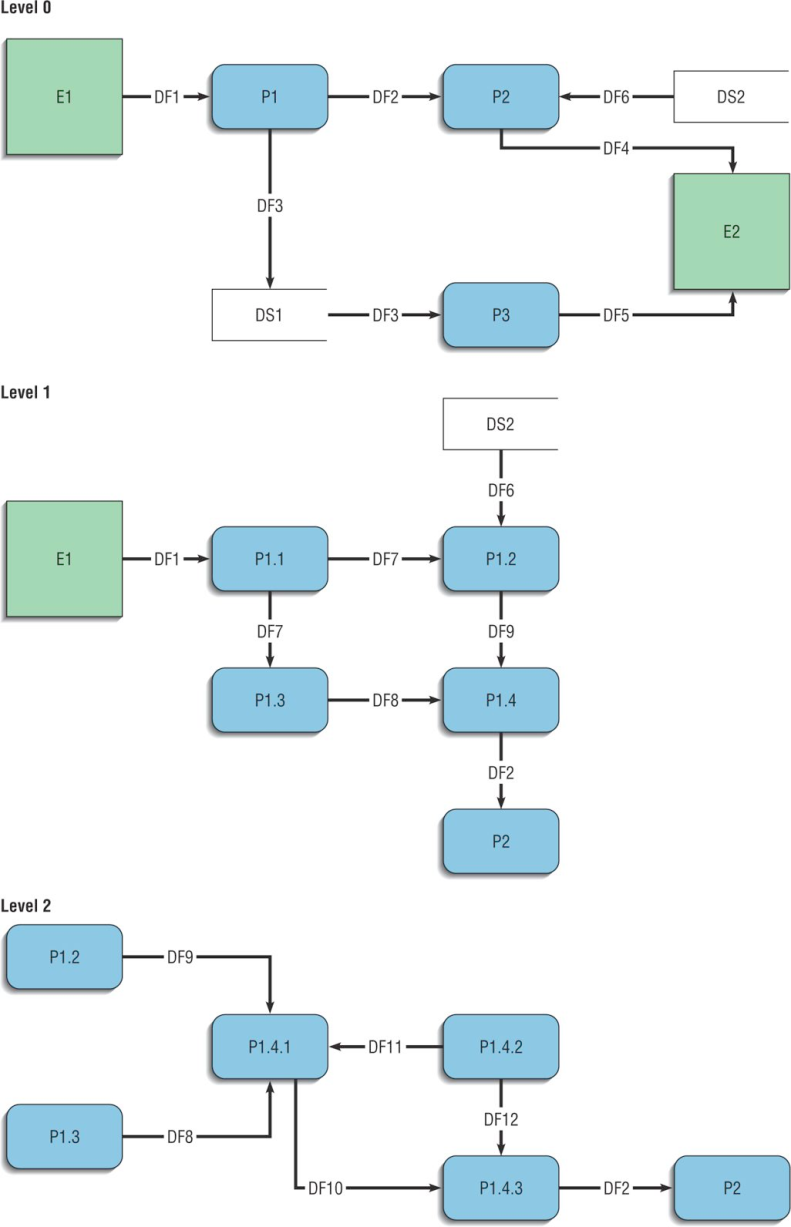 Level 0
E1 DF1 P1 DF2 P2 DF6 DS2
DF4
DF3
E2
DS1 DF3 P3 DF5
Level 1
DS2
DF6
E1 DF1 P1.1 DF7 P1.2
DF7 DF9
P1.3 DF8 P1.4
DF2
P2
Level 2
P1.2 DF9
P1.4.1 DF11 P1.4.2
DF12
P1.3 DF8
DF10 P1.4.3 DF2 P2